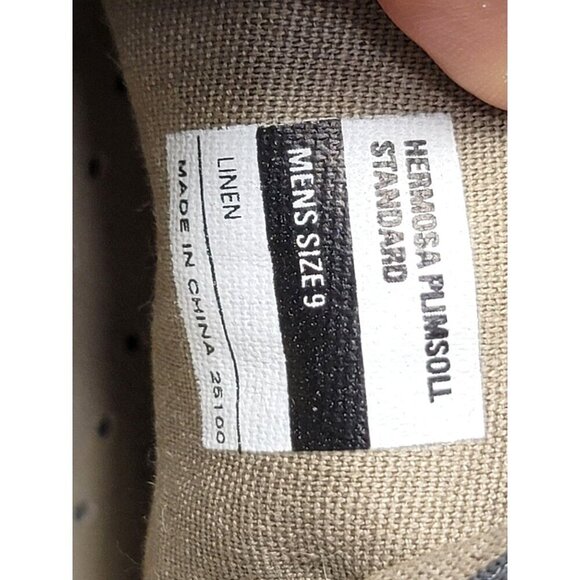 HERMOSA PLIMSOLL
STANDARD
MENS SIZE 9
LINEN
MADE IN CHINA 25100